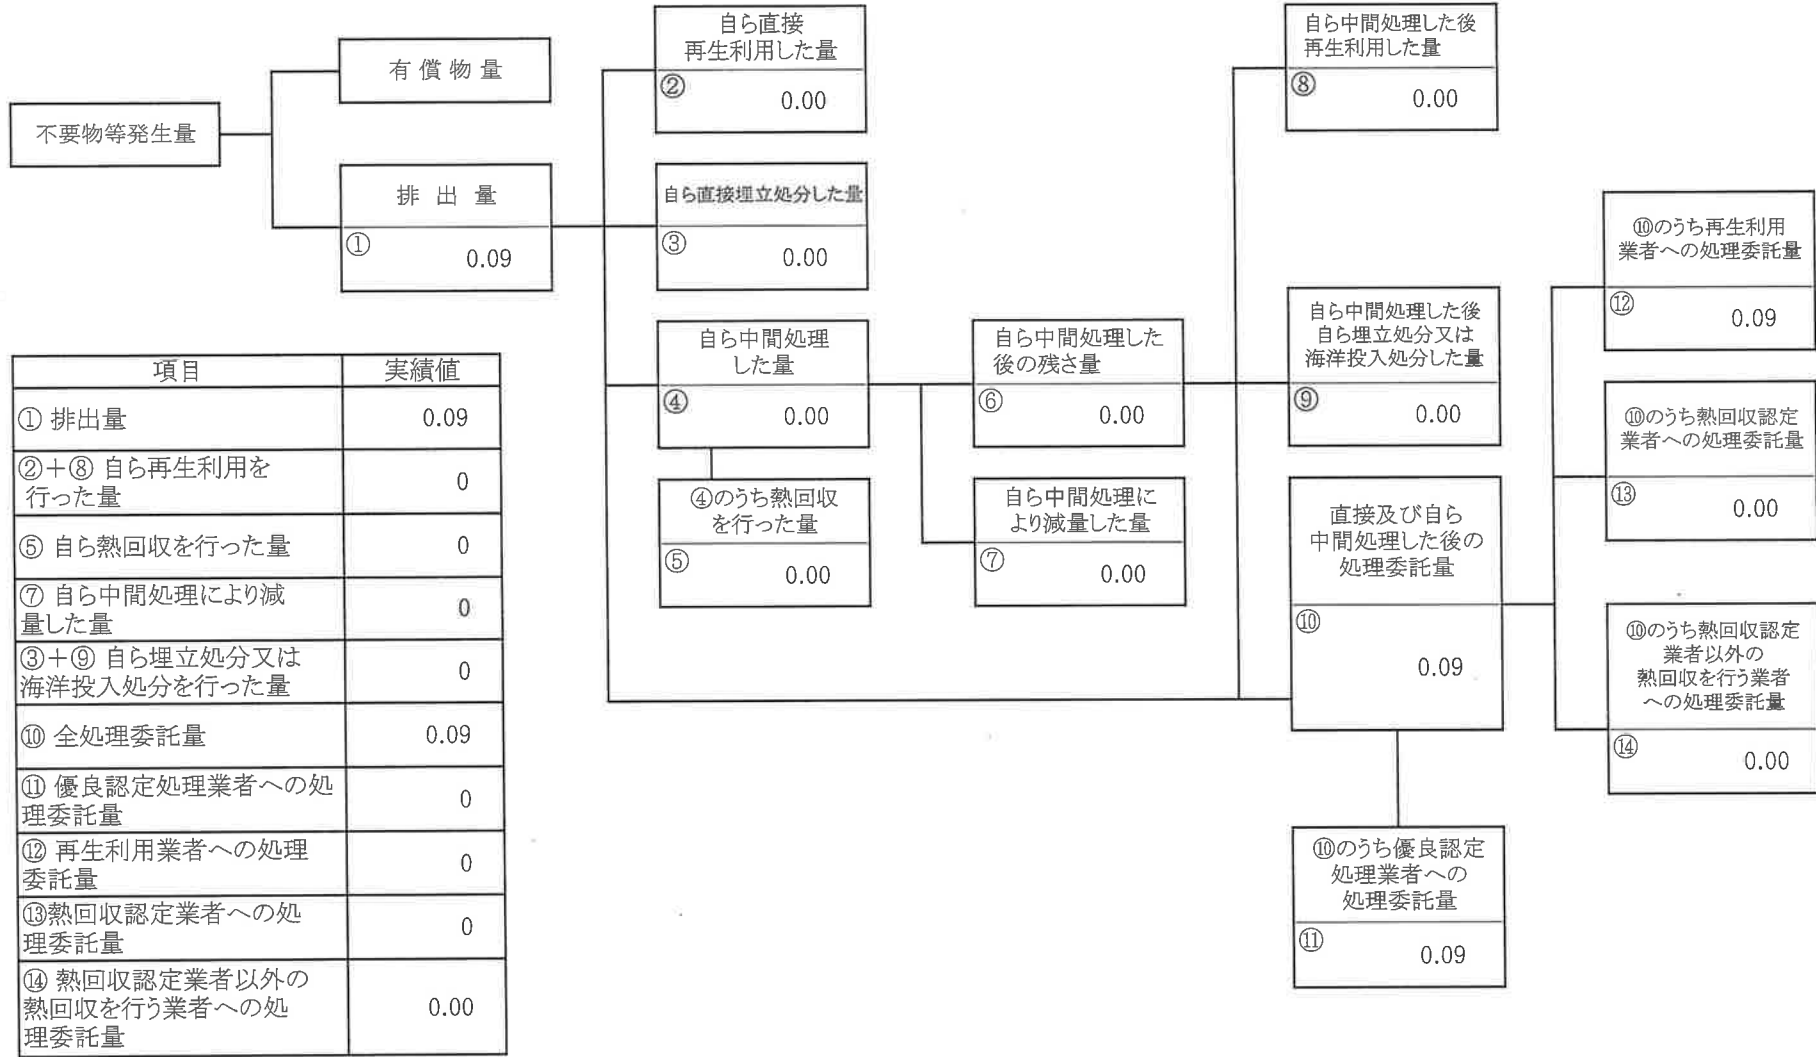 不要物等発生量
有償物量
排出量
① 0.09
自ら直接
再生利用した量
② 0.00
自ら直接埋立処分した量
③ 0.00
自ら中間処理
した量
④ 0.00
④のうち熱回収
を行った量
⑤ 0.00
自ら中間処理した
後の残さ量
⑥ 0.00
自ら中間処理に
より減量した量
⑦ 0.00
自ら中間処理した後
再生利用した量
⑧ 0.00
自ら中間処理した後
自ら埋立処分又は
海洋投入処分した量
⑨ 0.00
直接及び自ら
中間処理した後の
処理委託量
⑩ 0.09
⑩のうち優良認定
処理業者への
処理委託量
⑪ 0.09
⑩のうち再生利用
業者への処理委託量
⑫ 0.09
⑩のうち熱回収認定
業者への処理委託量
⑬ 0.00
⑩のうち熱回収認定
業者以外の
熱回収を行う業者
への処理委託量
⑭ 0.00
項目 実績値
① 排出量 0.09
②+⑧ 自ら再生利用を
行った量 0
⑤ 自ら熱回収を行った量 0
⑦ 自ら中間処理により減
量した量 0
③+⑨ 自ら埋立処分又は
海洋投入処分を行った量 0
⑩ 全処理委託量 0.09
⑪ 優良認定処理業者への処
理委託量 0
⑫ 再生利用業者への処理
委託量 0
⑬熱回収認定業者への処
理委託量 0
⑭ 熱回収認定業者以外の
熱回収を行う業者への処
理委託量 0.00